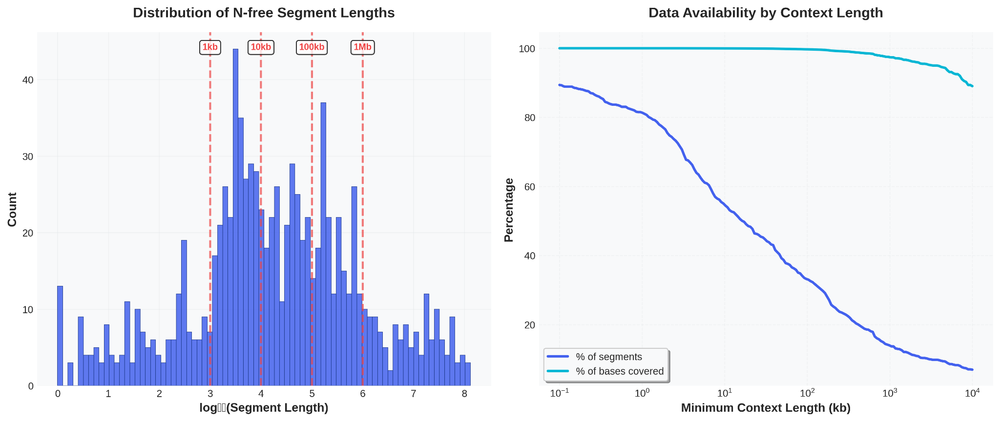 Distribution of N-free Segment Lengths
1kb
10kb
100kb
1Mb
Count
0
10
20
30
40
0 1 2 3 4 5 6 7 8
log▯▯(Segment Length)
Data Availability by Context Length
Percentage
100
80
60
40
20
% of segments
% of bases covered
10⁻¹ 10⁰ 10¹ 10² 10³ 10⁴
Minimum Context Length (kb)